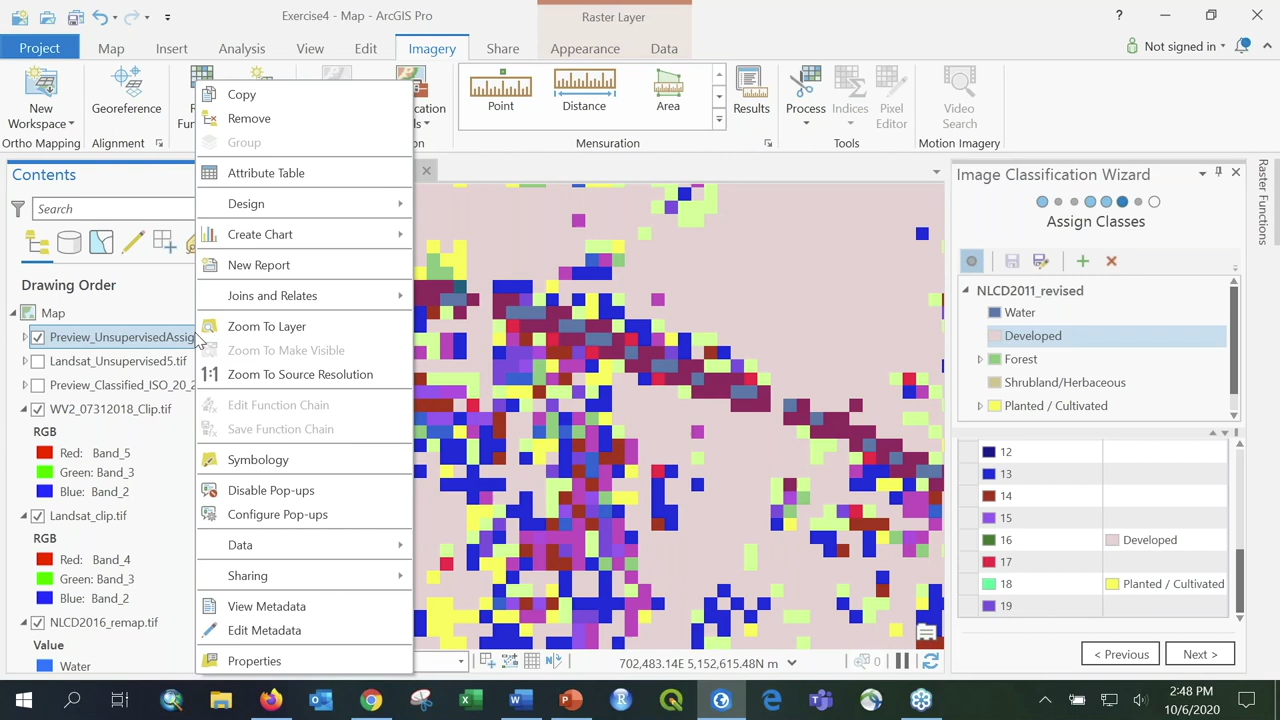 Exercise4 - Map - ArcGIS Pro
Raster Layer
?
Project
Map
Insert
Analysis
View
Edit
Imagery
Share
Appearance
Data
Not signed in
New
Workspace
Ortho Mapping
Georeference
Alignment
Point
Distance
Area
Mensuration
Results
Process
Indices
Pixel
Editor
Tools
Video
Search
Motion Imagery
Contents
Search
Drawing Order
Map
Preview_UnsupervisedAssig
Landsat_Unsupervised5.tif
Preview_Classified_ISO_20_2
WV2_07312018_Clip.tif
RGB
Red: Band_5
Green: Band_3
Blue: Band_2
Landsat_clip.tif
RGB
Red: Band_4
Green: Band_3
Blue: Band_2
NLCD2016_remap.tif
Value
Water
Copy
Remove
Group
Attribute Table
Design
Create Chart
New Report
Joins and Relates
Zoom To Layer
Zoom To Make Visible
1:1 Zoom To Source Resolution
Edit Function Chain
Save Function Chain
Symbology
Disable Pop-ups
Configure Pop-ups
Data
Sharing
View Metadata
Edit Metadata
Properties
702,483.14E 5,152,615.48N m
0
Image Classification Wizard
Assign Classes
NLCD2011_revised
Water
Developed
Forest
Shrubland/Herbaceous
Planted / Cultivated
12
13
14
15
16 Developed
17
18 Planted / Cultivated
19
< Previous
Next >
Raster Functions
2:48 PM
10/6/2020